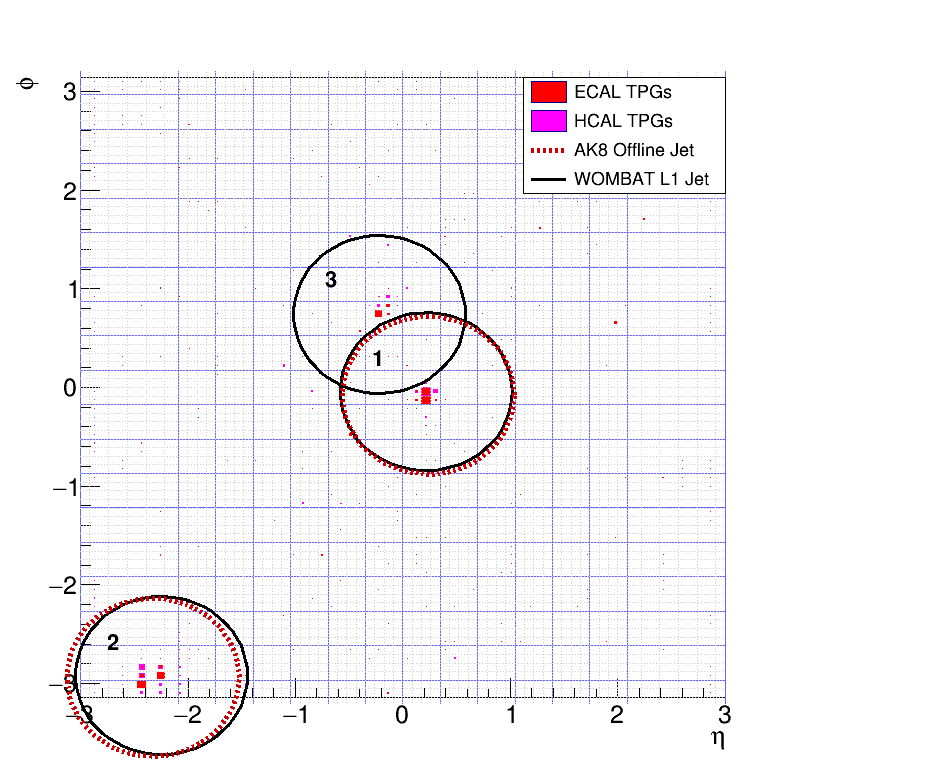 φ
3
ECAL TPGs
HCAL TPGs
AK8 Offline Jet
WOMBAT L1 Jet
2
3
1
1
0
−1
−2
2
−3
−3 −2 −1 0 1 2 3
η